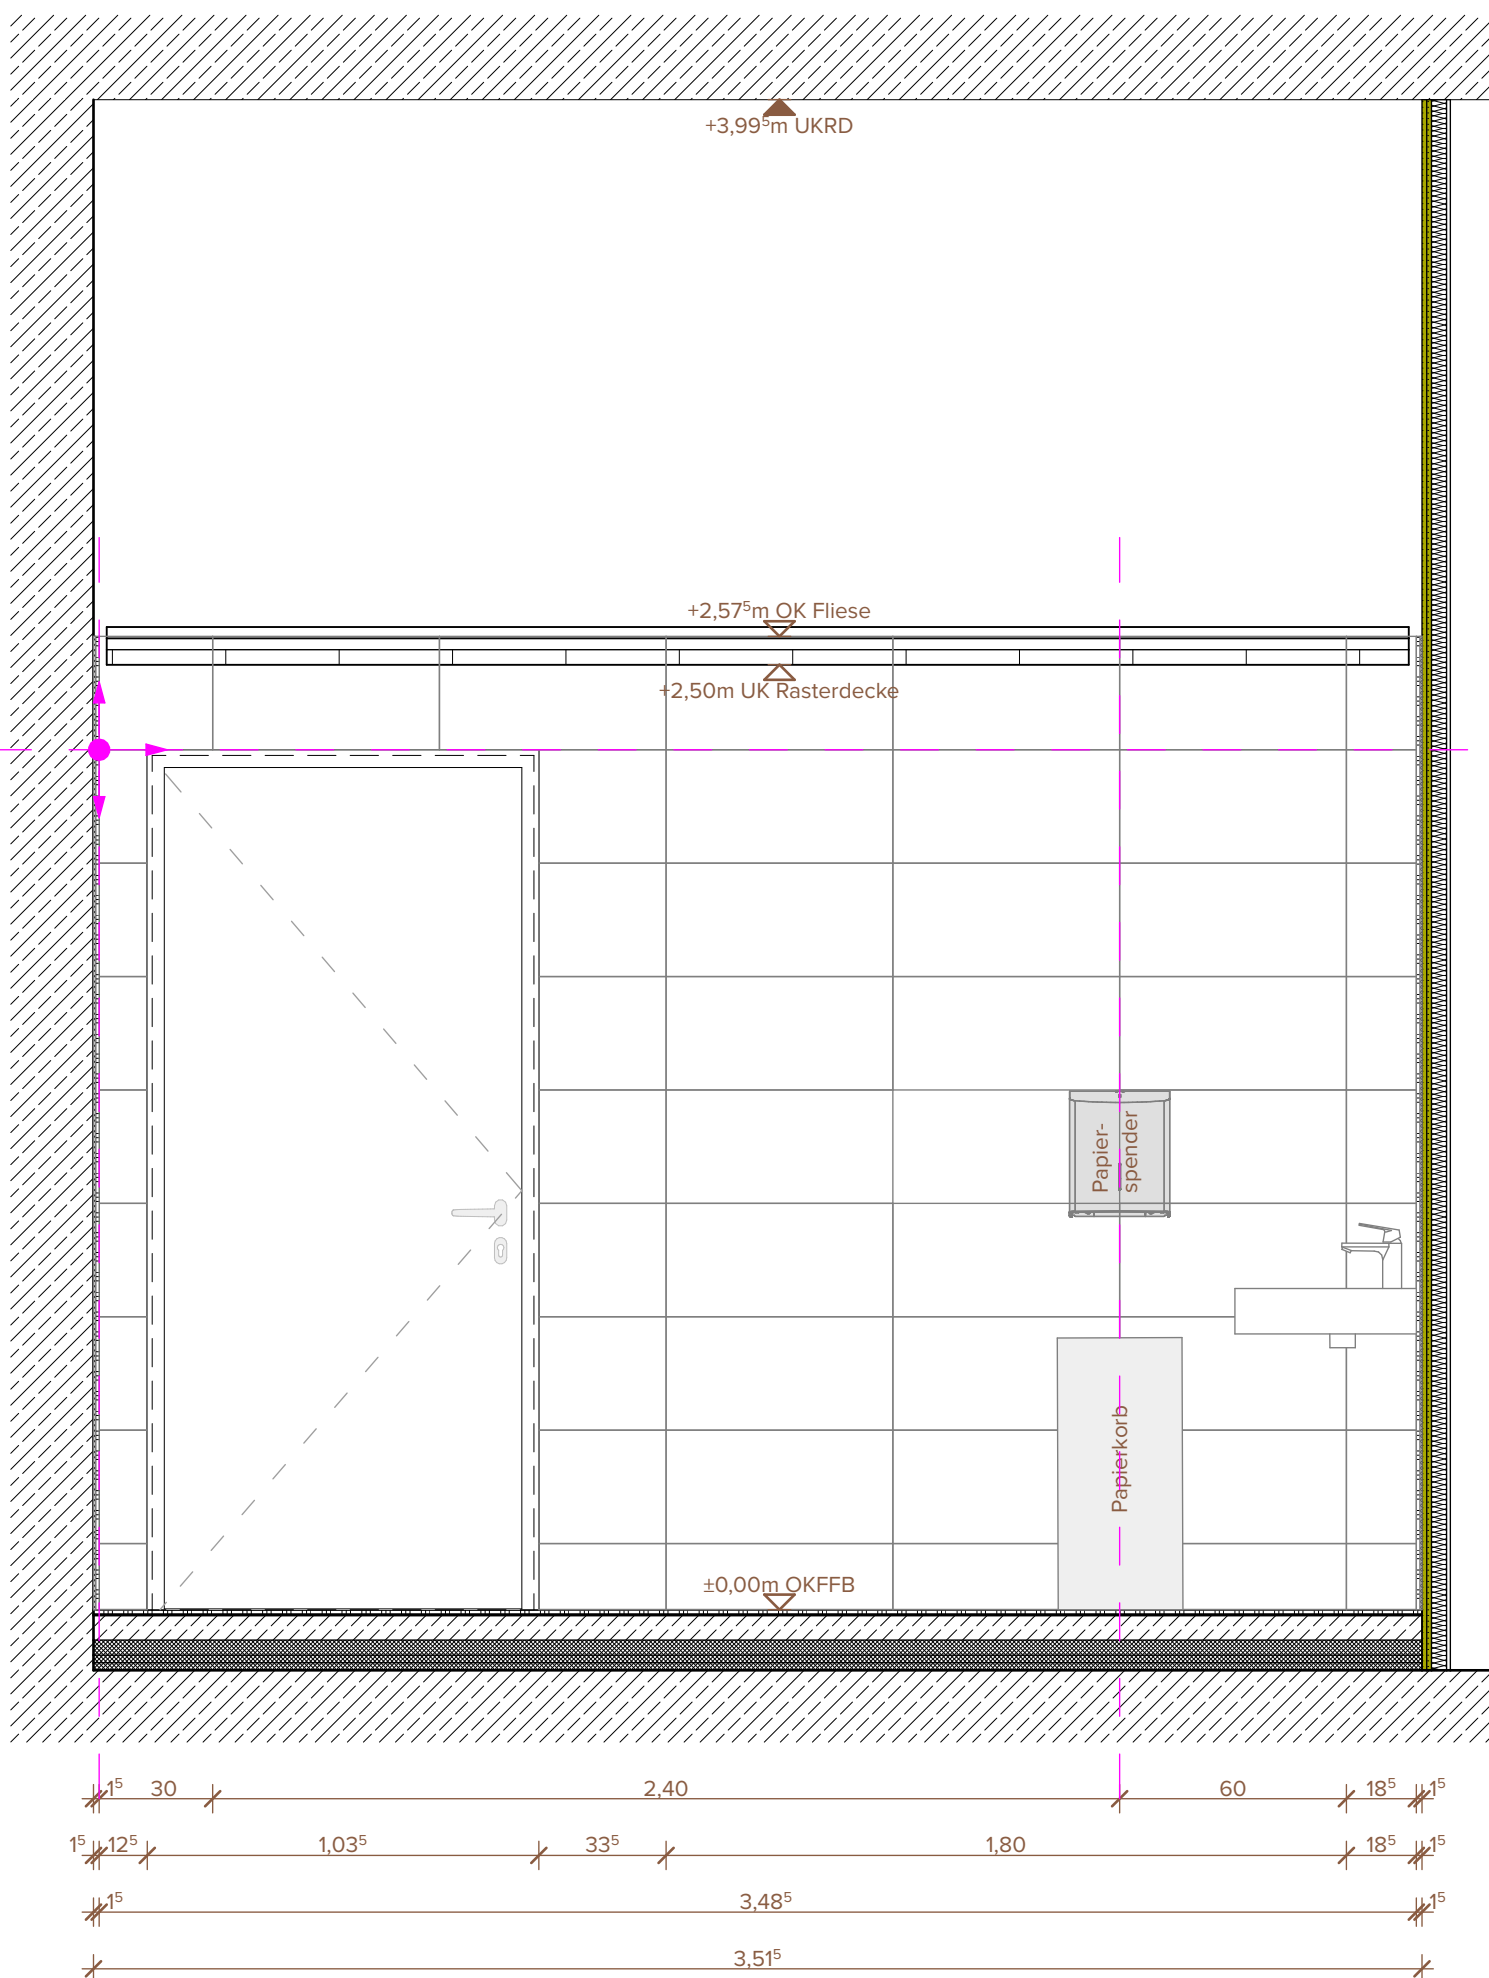 +3,99⁵m UKRD
+2,57⁵m OK Fliese
+2,50m UK Rasterdecke
Papier-
spender
Papierkorb
±0,00m OKFFB
1⁵ 30 2,40 60 18⁵ 1⁵
1⁵ 12⁵ 1,03⁵ 33⁵ 1,80 18⁵ 1⁵
1⁵ 3,48⁵ 1⁵
3,51⁵